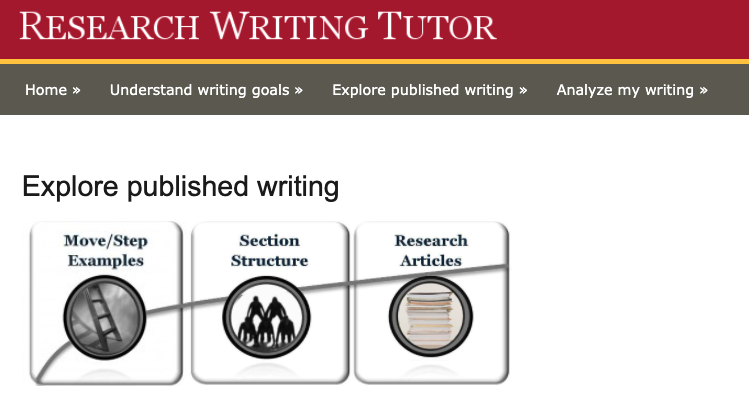 Research Writing Tutor
Home » Understand writing goals » Explore published writing » Analyze my writing »
Explore published writing
Move/Step Examples
Section Structure
Research Articles